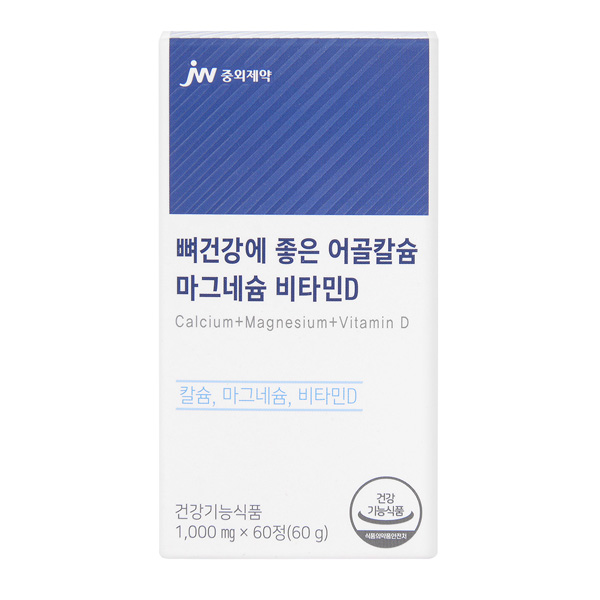 jw 중외제약
뼈건강에 좋은 어골칼슘
마그네슘 비타민D
Calcium+Magnesium+Vitamin D
칼슘, 마그네슘, 비타민D
건강기능식품
1,000 ㎎ × 60정(60 g)
건강
기능식품
식품의약품안전처